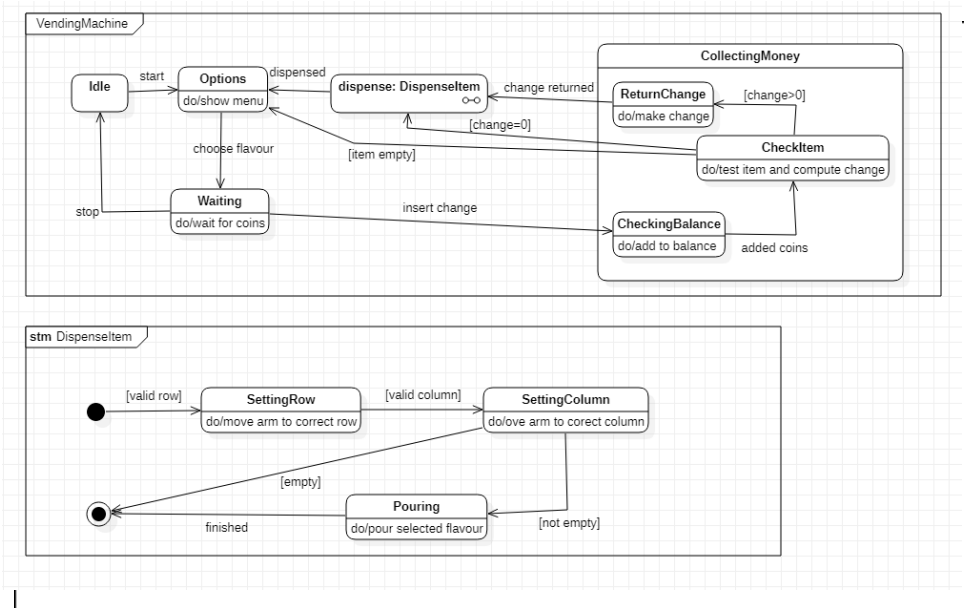 VendingMachine
CollectingMoney
Idle
start
Options
do/show menu
dispensed
dispense: DispenseItem
change returned
ReturnChange
do/make change
[change>0]
[change=0]
CheckItem
do/test item and compute change
choose flavour
[item empty]
Waiting
do/wait for coins
stop
insert change
CheckingBalance
do/add to balance
added coins
stm DispenseItem
[valid row]
SettingRow
do/move arm to correct row
[valid column]
SettingColumn
do/ove arm to corect column
[empty]
Pouring
do/pour selected flavour
[not empty]
finished